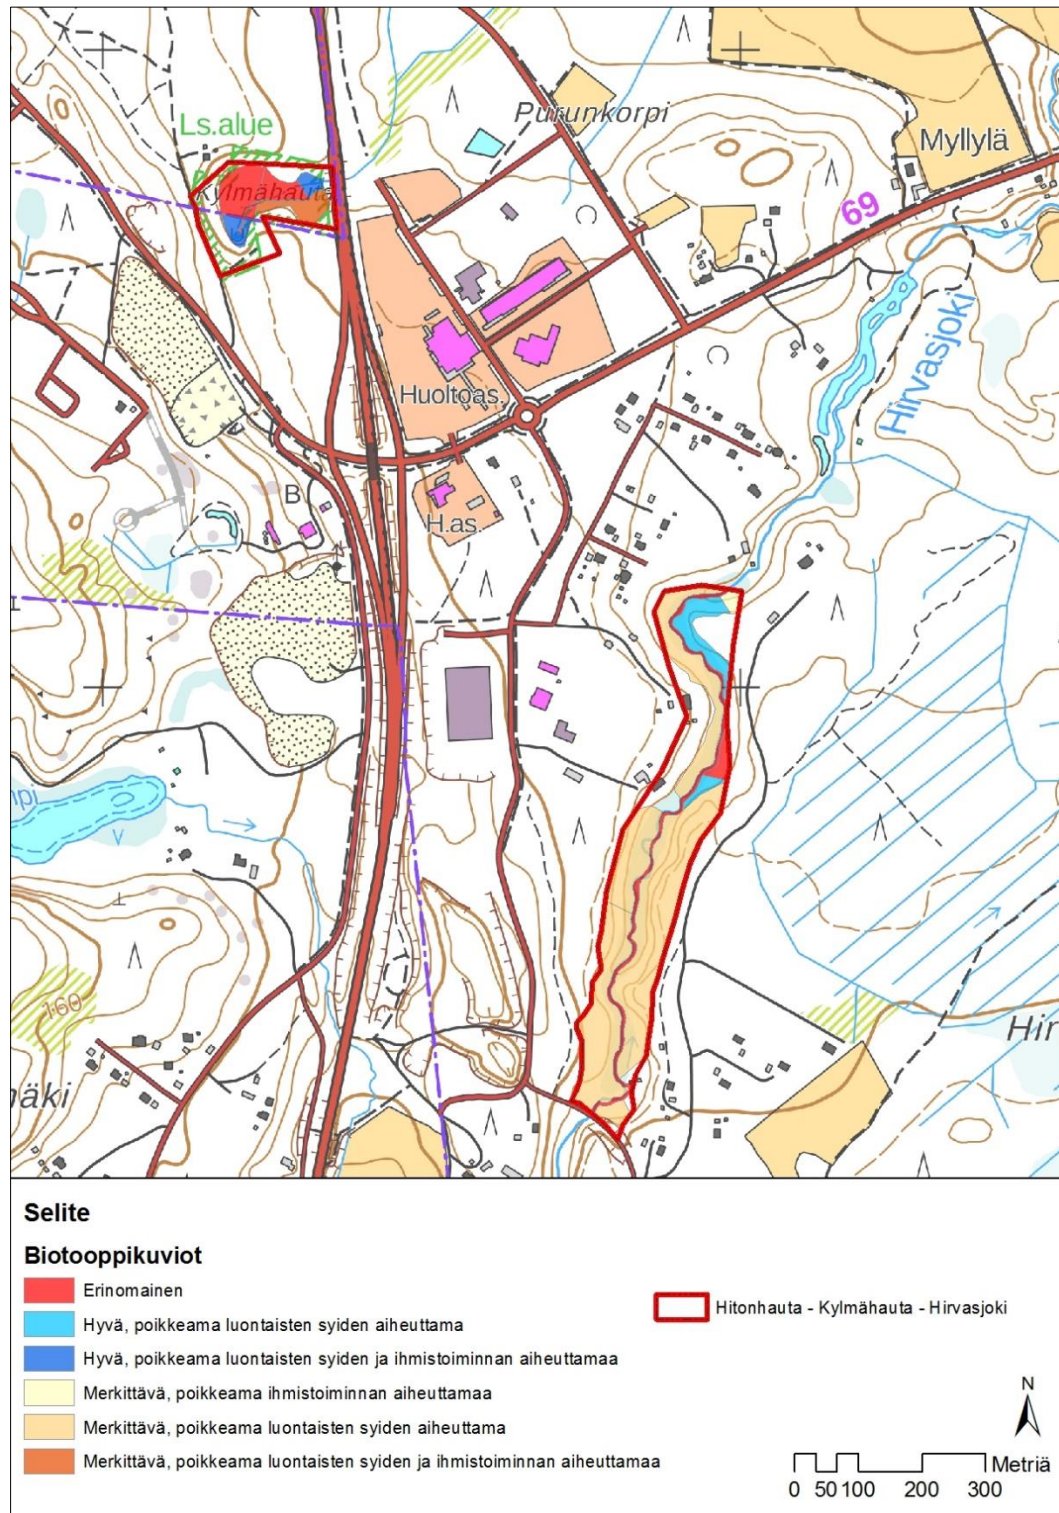 Purunkorpi
Ls.alue
Myllylä
Kylmähauta
69
Hirvasjoki
Huoltoas.
B
H.as.
160
Selite
Biotooppikuviot
Erinomainen
Hyvä, poikkeama luontaisten syiden aiheuttama
Hyvä, poikkeama luontaisten syiden ja ihmistoiminnan aiheuttamaa
Merkittävä, poikkeama ihmistoiminnan aiheuttamaa
Merkittävä, poikkeama luontaisten syiden aiheuttama
Merkittävä, poikkeama luontaisten syiden ja ihmistoiminnan aiheuttamaa
Hitonhauta - Kylmähauta - Hirvasjoki
N
Metriä
0 50 100 200 300